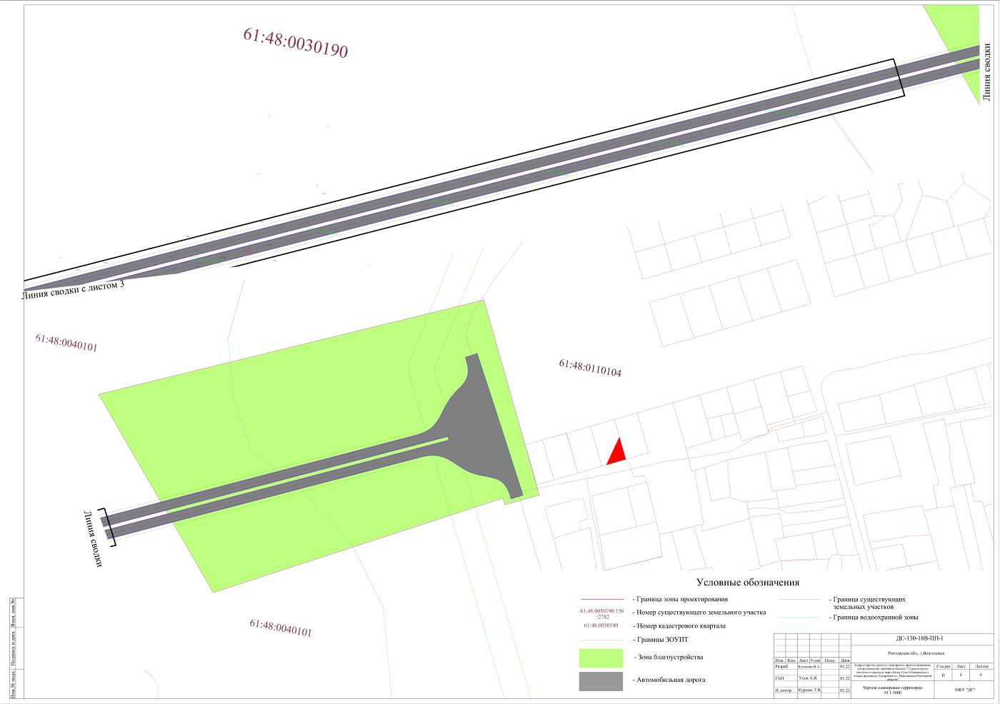 61:48:0030190
Линия сводки
Линия сводки с листом 3
61:48:0040101
61:48:0110104
Линия сводки
61:48:0040101
Условные обозначения
- Граница зоны проектирования
61:48:0030190:156
:2782
- Номер существующего земельного участка
61:48:0030190
- Номер кадастрового квартала
- Границы ЗОУИТ
- Зона благоустройства
- Автомобильная дорога
- Граница существующих
земельных участков
- Граница водоохранной зоны
Взам. инв.№
Подпись и дата
Инв.№ подл.
ДС-130-18В-ПП-1
Ростовская обл., г.Волгодонск
Изм. Кол. Лист №док Подп. Дата
Разраб. 01.22
ГАП Усов А.В. 01.22
Н. контр. Курмак Т.В. 01.22
Стадия Лист Листов
П 4 4
Чертеж планировки территории
М 1:1000
МКУ "ДС"